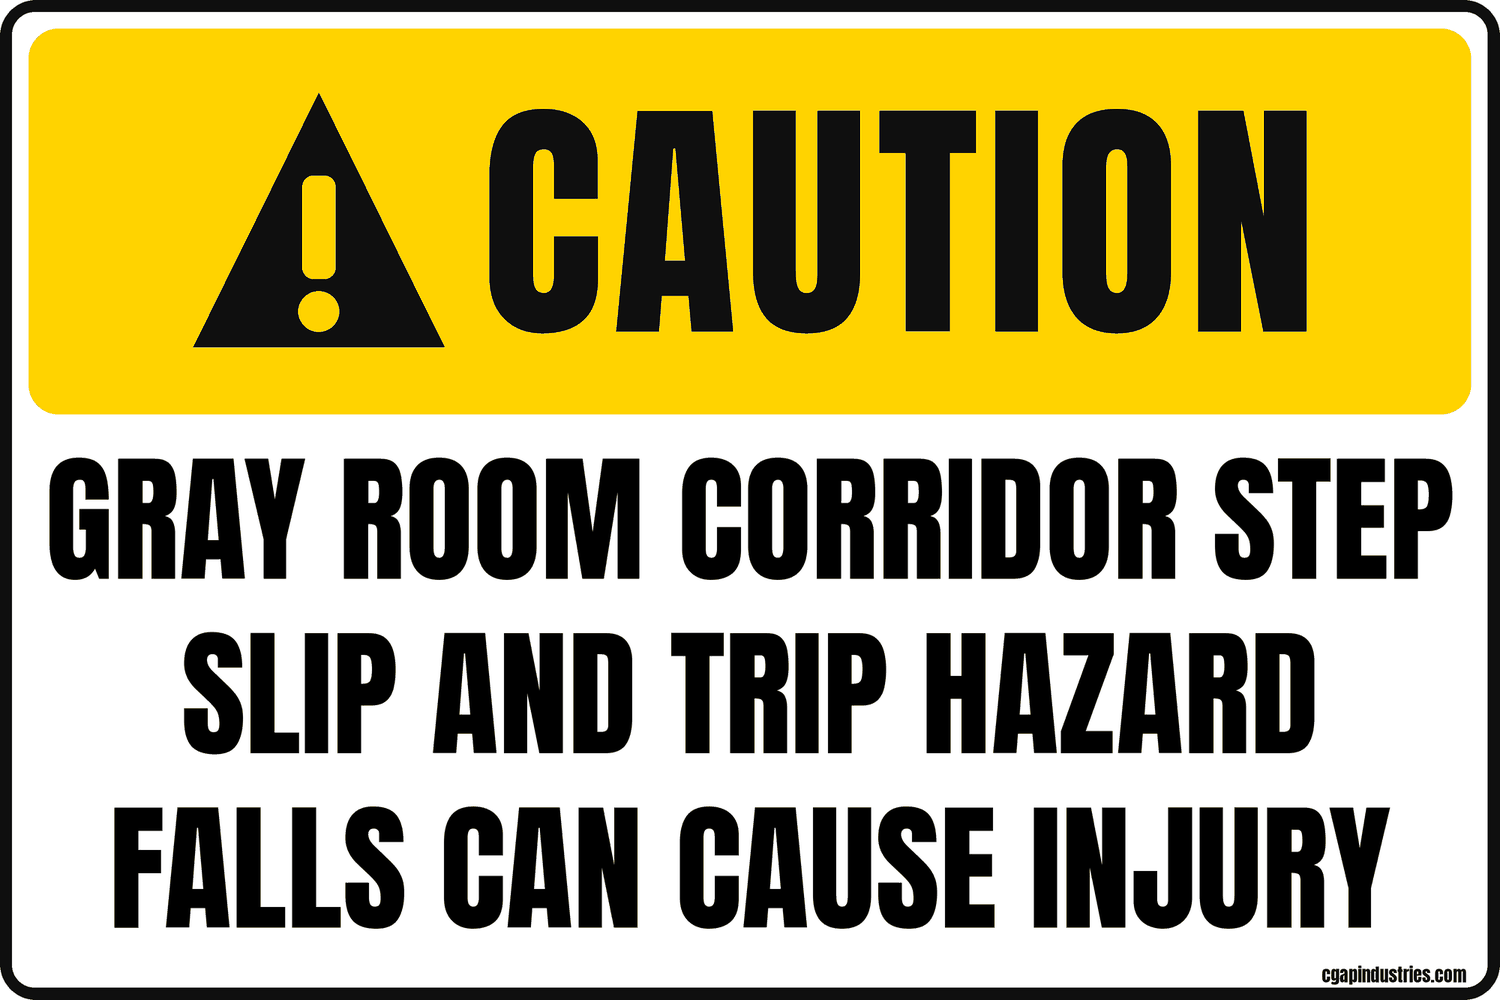 CAUTION
GRAY ROOM CORRIDOR STEP
SLIP AND TRIP HAZARD
FALLS CAN CAUSE INJURY
cgapindustries.com